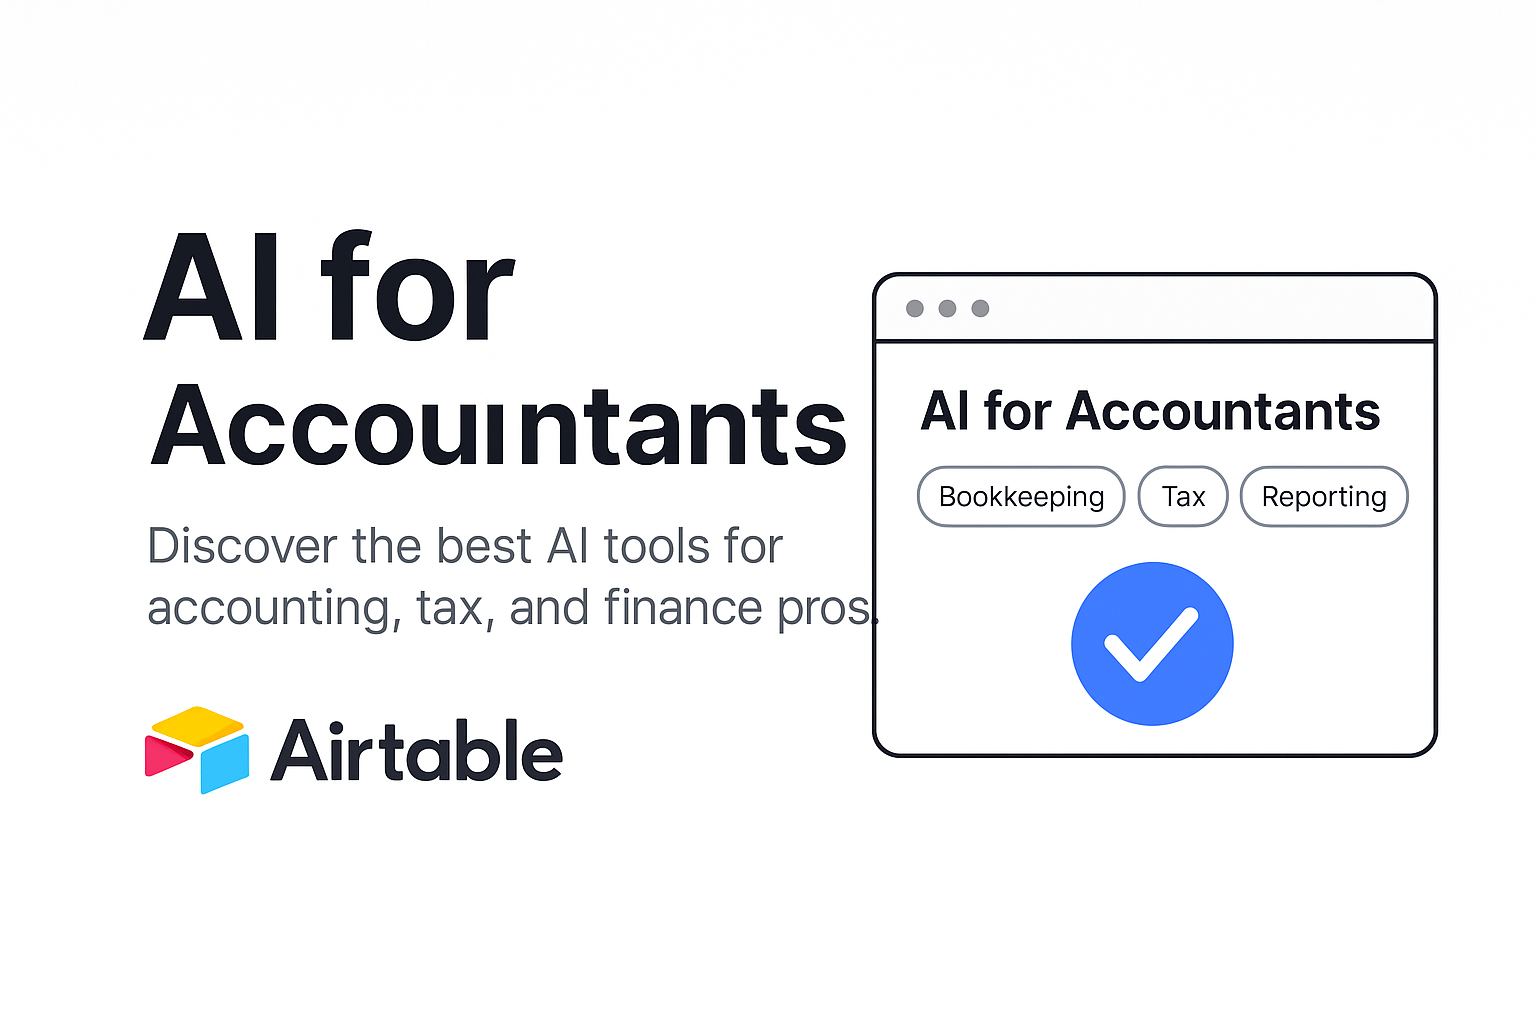 AI for
Accouıntants
Discover the best AI tools for
accounting, tax, and finance pros.
Airtable
AI for Accountants
Bookkeeping
Tax
Reporting